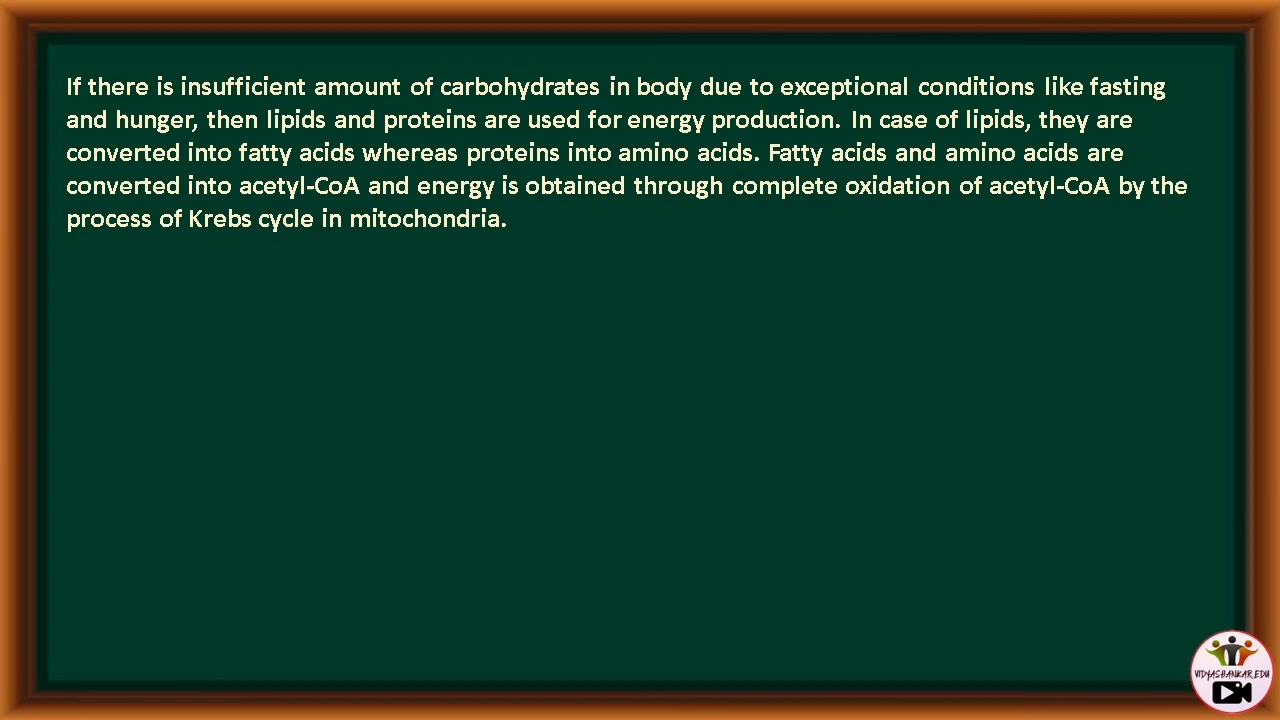 If there is insufficient amount of carbohydrates in body due to exceptional conditions like fasting
and hunger, then lipids and proteins are used for energy production. In case of lipids, they are
converted into fatty acids whereas proteins into amino acids. Fatty acids and amino acids are
converted into acetyl-CoA and energy is obtained through complete oxidation of acetyl-CoA by the
process of Krebs cycle in mitochondria.
VIDYASHANKAR.EDU